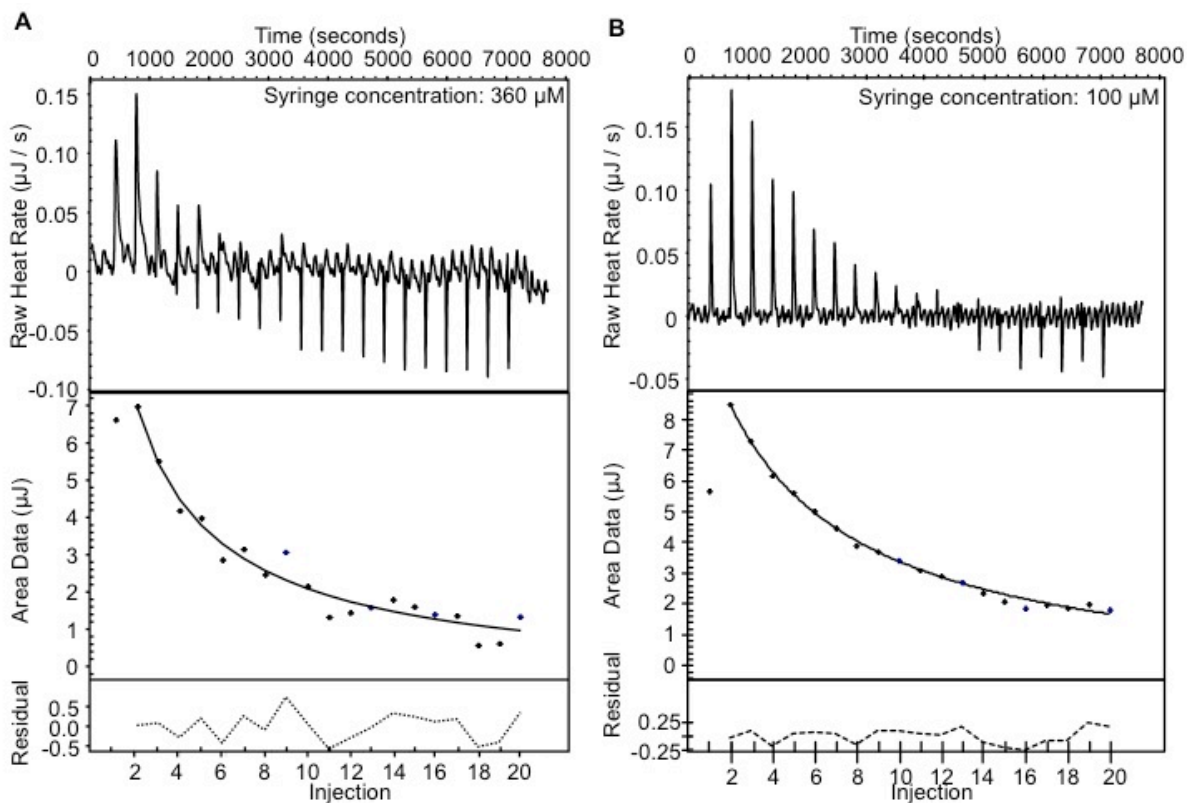 A
Time (seconds)
0 1000 2000 3000 4000 5000 6000 7000 8000
Syringe concentration: 360 µM
Raw Heat Rate (µJ / s)
0.15
0.10
0.05
0
-0.05
-0.10
Area Data (µJ)
7
6
5
4
3
2
1
0
Residual
0.5
0.0
-0.5
2 4 6 8 10 12 14 16 18 20
Injection
B
Time (seconds)
0 1000 2000 3000 4000 5000 6000 7000 8000
Syringe concentration: 100 µM
Raw Heat Rate (µJ / s)
0.15
0.10
0.05
0
-0.05
Area Data (µJ)
8
7
6
5
4
3
2
1
0
Residual
0.25
-0.25
2 4 6 8 10 12 14 16 18 20
Injection